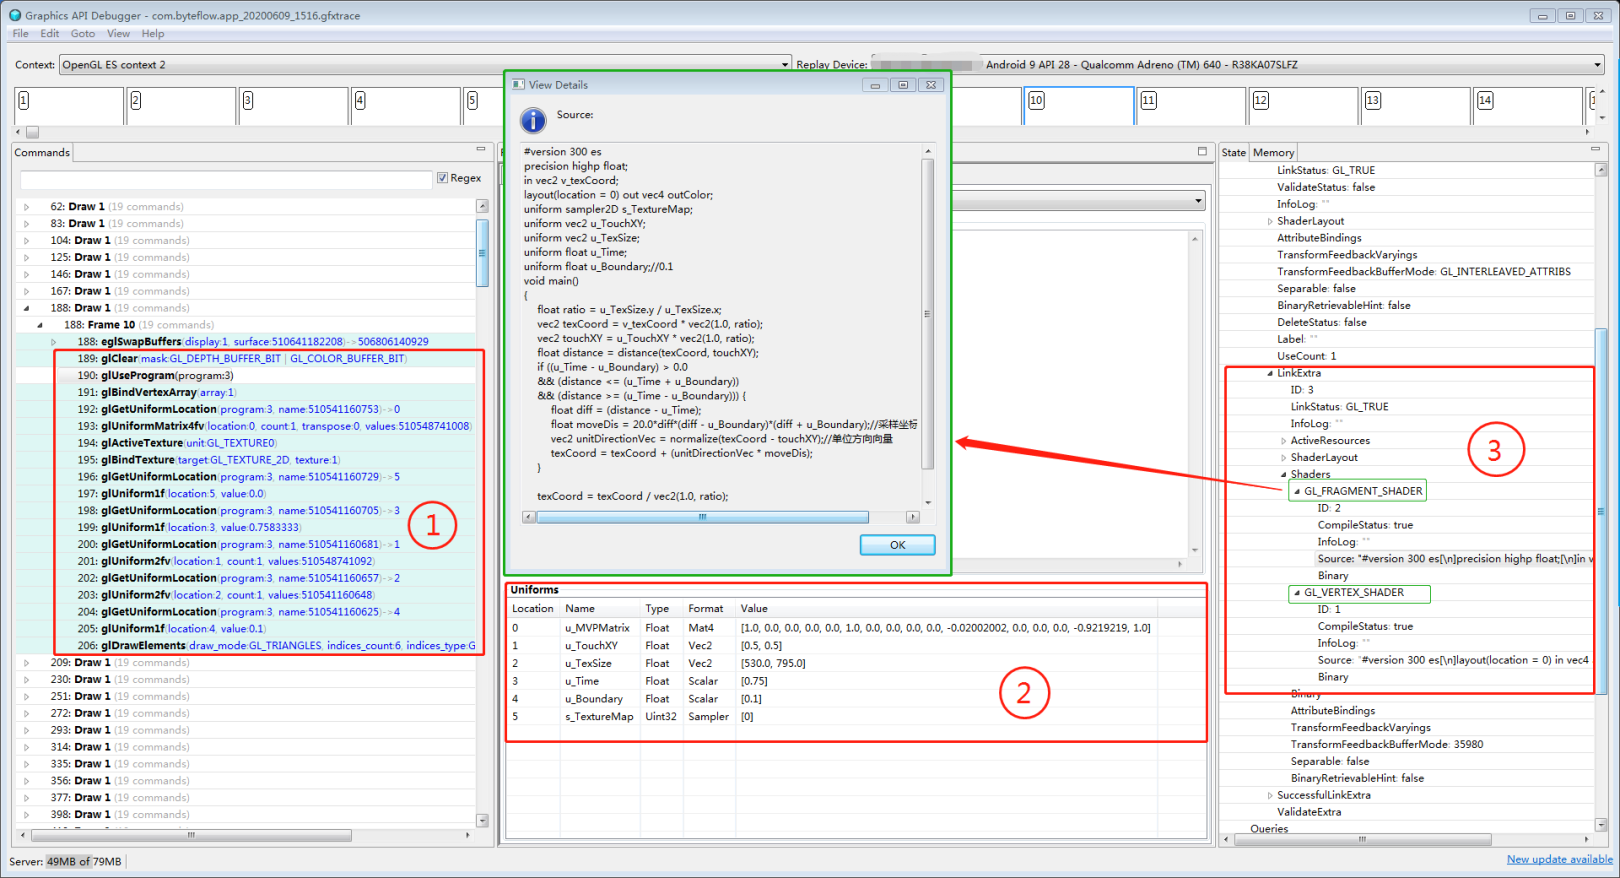 Graphics API Debugger - com.byteflow.app_20200609_1516.gfxtrace
File Edit Goto View Help
Context: OpenGL ES context 2
Replay Device: Android 9 API 28 - Qualcomm Adreno (TM) 640 - R38KA07SLFZ
1 2 3 4 5 10 11 12 13 14
Commands
Regex
62: Draw 1 (19 commands)
83: Draw 1 (19 commands)
104: Draw 1 (19 commands)
125: Draw 1 (19 commands)
146: Draw 1 (19 commands)
167: Draw 1 (19 commands)
188: Draw 1 (19 commands)
188: Frame 10 (19 commands)
188: eglSwapBuffers(display:1, surface:510641182208)->506806140929
189: glClear(mask:GL_DEPTH_BUFFER_BIT | GL_COLOR_BUFFER_BIT)
190: glUseProgram(program:3)
191: glBindVertexArray(array:1)
192: glGetUniformLocation(program:3, name:510541160753)->0
193: glUniformMatrix4fv(location:0, count:1, transpose:0, values:510548741008)
194: glActiveTexture(unit:GL_TEXTURE0)
195: glBindTexture(target:GL_TEXTURE_2D, texture:1)
196: glGetUniformLocation(program:3, name:510541160729)->5
197: glUniform1f(location:5, value:0.0)
198: glGetUniformLocation(program:3, name:510541160705)->3
199: glUniform1f(location:3, value:0.7583333)
200: glGetUniformLocation(program:3, name:510541160681)->1
201: glUniform2fv(location:1, count:1, values:510548741092)
202: glGetUniformLocation(program:3, name:510541160657)->2
203: glUniform2fv(location:2, count:1, values:510541160648)
204: glGetUniformLocation(program:3, name:510541160625)->4
205: glUniform1f(location:4, value:0.1)
206: glDrawElements(draw_mode:GL_TRIANGLES, indices_count:6, indices_type:G
209: Draw 1 (19 commands)
230: Draw 1 (19 commands)
251: Draw 1 (19 commands)
272: Draw 1 (19 commands)
293: Draw 1 (19 commands)
314: Draw 1 (19 commands)
335: Draw 1 (19 commands)
356: Draw 1 (19 commands)
377: Draw 1 (19 commands)
398: Draw 1 (19 commands)
1
View Details
Source:
#version 300 es
precision highp float;
in vec2 v_texCoord;
layout(location = 0) out vec4 outColor;
uniform sampler2D s_TextureMap;
uniform vec2 u_TouchXY;
uniform vec2 u_TexSize;
uniform float u_Time;
uniform float u_Boundary;//0.1
void main()
{
float ratio = u_TexSize.y / u_TexSize.x;
vec2 texCoord = v_texCoord * vec2(1.0, ratio);
vec2 touchXY = u_TouchXY * vec2(1.0, ratio);
float distance = distance(texCoord, touchXY);
if ((u_Time - u_Boundary) > 0.0
&& (distance <= (u_Time + u_Boundary))
&& (distance >= (u_Time - u_Boundary))) {
float diff = (distance - u_Time);
float moveDis = 20.0*diff*(diff - u_Boundary)*(diff + u_Boundary);//采样坐标
vec2 unitDirectionVec = normalize(texCoord - touchXY);//单位方向向量
texCoord = texCoord + (unitDirectionVec * moveDis);
}
texCoord = texCoord / vec2(1.0, ratio);
OK
Uniforms
Location Name Type Format Value
0 u_MVPMatrix Float Mat4 [1.0, 0.0, 0.0, 0.0, 0.0, 1.0, 0.0, 0.0, 0.0, 0.0, -0.02002002, 0.0, 0.0, 0.0, -0.9219219, 1.0]
1 u_TouchXY Float Vec2 [0.5, 0.5]
2 u_TexSize Float Vec2 [530.0, 795.0]
3 u_Time Float Scalar [0.75]
4 u_Boundary Float Scalar [0.1]
5 s_TextureMap Uint32 Sampler [0]
2
State Memory
LinkStatus: GL_TRUE
ValidateStatus: false
InfoLog: ""
ShaderLayout
AttributeBindings
TransformFeedbackVaryings
TransformFeedbackBufferMode: GL_INTERLEAVED_ATTRIBS
Separable: false
BinaryRetrievableHint: false
DeleteStatus: false
Label: ""
UseCount: 1
LinkExtra
ID: 3
LinkStatus: GL_TRUE
InfoLog: ""
ActiveResources
ShaderLayout
Shaders
GL_FRAGMENT_SHADER
ID: 2
CompileStatus: true
InfoLog: ""
Source: "#version 300 es[\n]precision highp float;[\n]in v
Binary
GL_VERTEX_SHADER
ID: 1
CompileStatus: true
InfoLog: ""
Source: "#version 300 es[\n]layout(location = 0) in vec4
Binary
Binary
AttributeBindings
TransformFeedbackVaryings
TransformFeedbackBufferMode: 35980
Separable: false
BinaryRetrievableHint: false
SuccessfulLinkExtra
ValidateExtra
Queries
3
Server: 49MB of 79MB
New update available